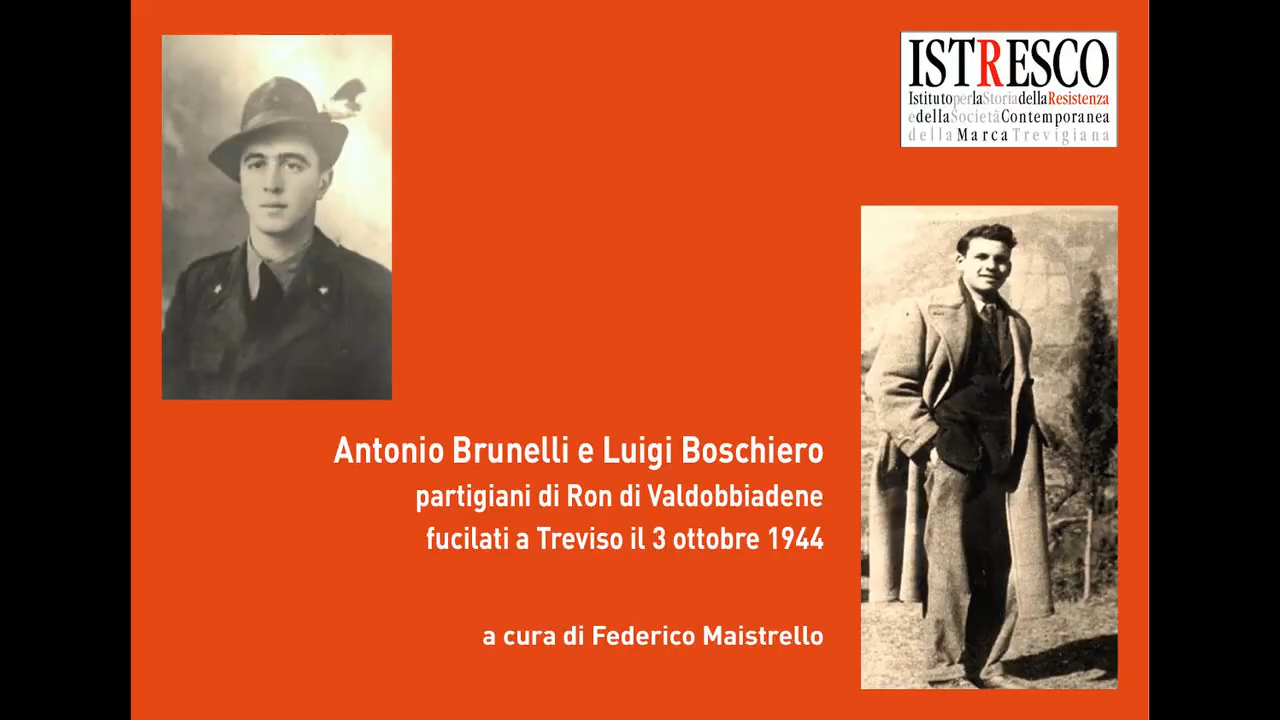 ISTRESCO
IstitutoperlaStoriadellaResistenza
edellaSocietàContemporanea
dellaMarcaTrevigiana
Antonio Brunelli e Luigi Boschiero
partigiani di Ron di Valdobbiadene
fucilati a Treviso il 3 ottobre 1944
a cura di Federico Maistrello